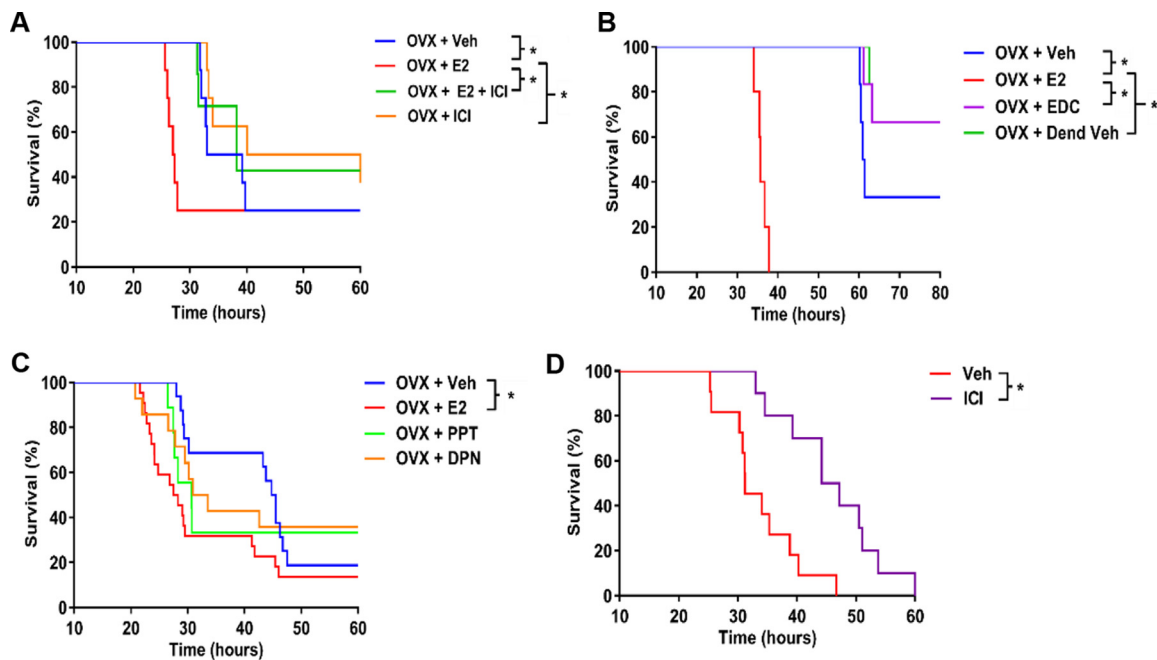 A
Survival (%)
100
80
60
40
20
0
10 20 30 40 50 60
Time (hours)
OVX + Veh
OVX + E2
OVX + E2 + ICI
OVX + ICI
*
*
*
B
Survival (%)
100
80
60
40
20
0
10 20 30 40 50 60 70 80
Time (hours)
OVX + Veh
OVX + E2
OVX + EDC
OVX + Dend Veh
*
*
*
C
Survival (%)
100
80
60
40
20
0
10 20 30 40 50 60
Time (hours)
OVX + Veh
OVX + E2
OVX + PPT
OVX + DPN
*
D
Survival (%)
100
80
60
40
20
0
10 20 30 40 50 60
Time (hours)
Veh
ICI
*